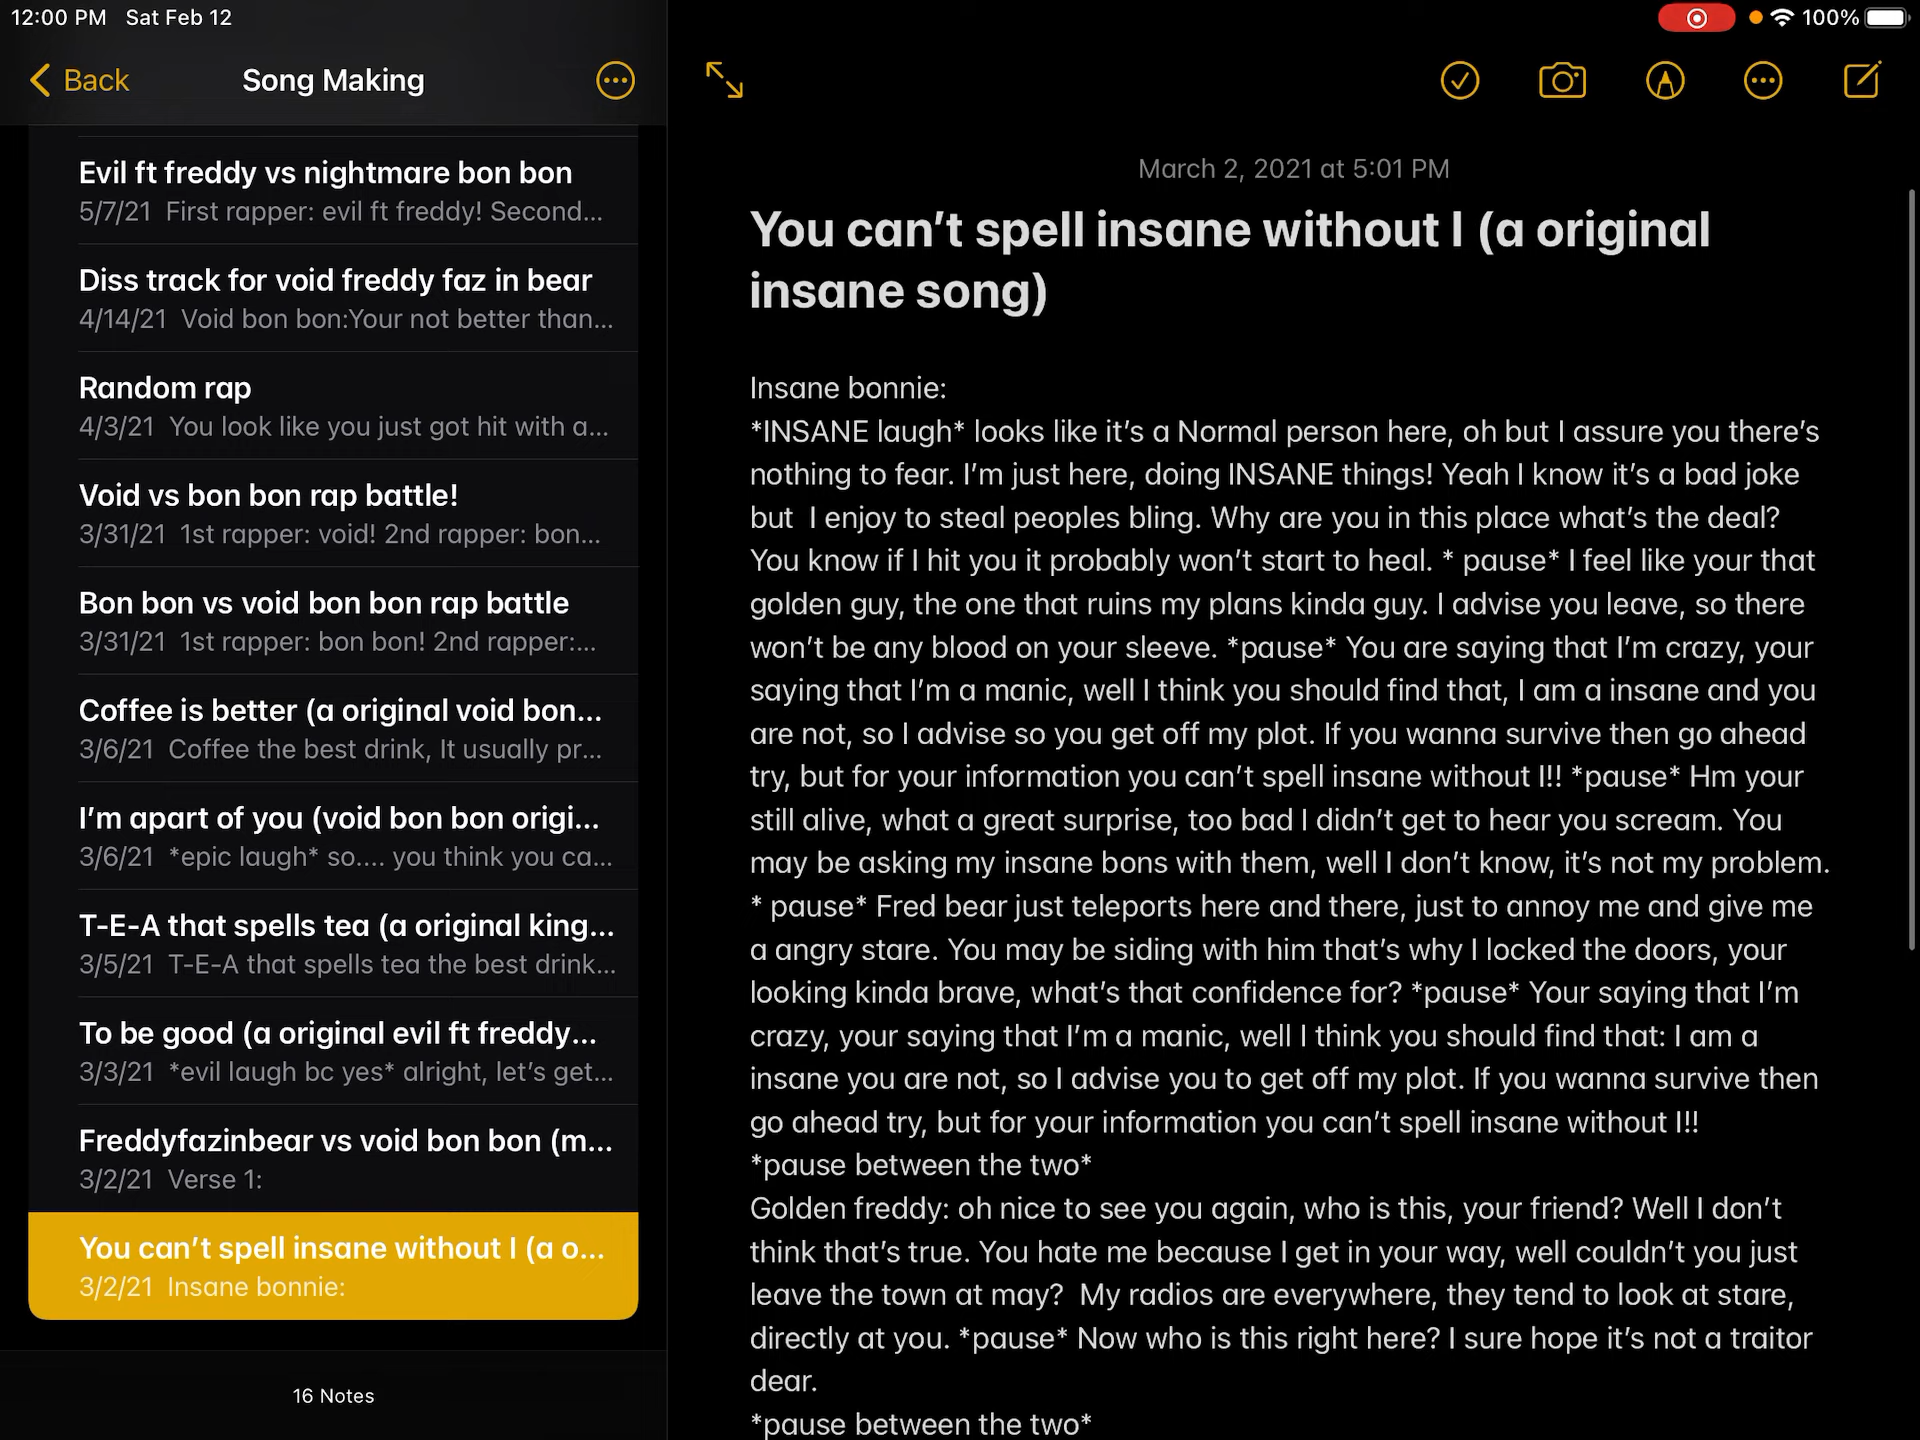 12:00 PM Sat Feb 12
100%
Back
Song Making
Evil ft freddy vs nightmare bon bon
5/7/21 First rapper: evil ft freddy! Second...
Diss track for void freddy faz in bear
4/14/21 Void bon bon:Your not better than...
Random rap
4/3/21 You look like you just got hit with a...
Void vs bon bon rap battle!
3/31/21 1st rapper: void! 2nd rapper: bon...
Bon bon vs void bon bon rap battle
3/31/21 1st rapper: bon bon! 2nd rapper:...
Coffee is better (a original void bon...
3/6/21 Coffee the best drink, It usually pr...
I'm apart of you (void bon bon origi...
3/6/21 *epic laugh* so.... you think you ca...
T-E-A that spells tea (a original king...
3/5/21 T-E-A that spells tea the best drink...
To be good (a original evil ft freddy...
3/3/21 *evil laugh bc yes* alright, let's get...
Freddyfazinbear vs void bon bon (m...
3/2/21 Verse 1:
You can't spell insane without I (a o...
3/2/21 Insane bonnie:
16 Notes
March 2, 2021 at 5:01 PM
You can't spell insane without I (a original
insane song)
Insane bonnie:
*INSANE laugh* looks like it's a Normal person here, oh but I assure you there's
nothing to fear. I'm just here, doing INSANE things! Yeah I know it's a bad joke
but  I enjoy to steal peoples bling. Why are you in this place what's the deal?
You know if I hit you it probably won't start to heal. * pause* I feel like your that
golden guy, the one that ruins my plans kinda guy. I advise you leave, so there
won't be any blood on your sleeve. *pause* You are saying that I'm crazy, your
saying that I'm a manic, well I think you should find that, I am a insane and you
are not, so I advise so you get off my plot. If you wanna survive then go ahead
try, but for your information you can't spell insane without I!! *pause* Hm your
still alive, what a great surprise, too bad I didn't get to hear you scream. You
may be asking my insane bons with them, well I don't know, it's not my problem.
* pause* Fred bear just teleports here and there, just to annoy me and give me
a angry stare. You may be siding with him that's why I locked the doors, your
looking kinda brave, what's that confidence for? *pause* Your saying that I'm
crazy, your saying that I'm a manic, well I think you should find that: I am a
insane you are not, so I advise you to get off my plot. If you wanna survive then
go ahead try, but for your information you can't spell insane without I!!
*pause between the two*
Golden freddy: oh nice to see you again, who is this, your friend? Well I don't
think that's true. You hate me because I get in your way, well couldn't you just
leave the town at may?  My radios are everywhere, they tend to look at stare,
directly at you. *pause* Now who is this right here? I sure hope it's not a traitor
dear.
*pause between the two*